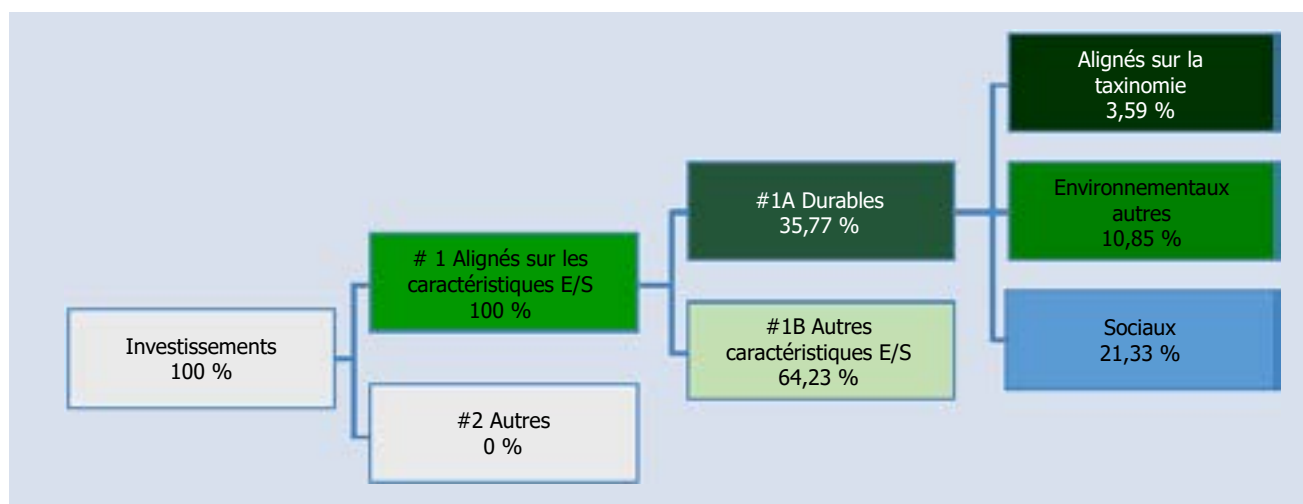 Investissements
100 %
# 1 Alignés sur les
caractéristiques E/S
100 %
#2 Autres
0 %
#1A Durables
35,77 %
#1B Autres
caractéristiques E/S
64,23 %
Alignés sur la
taxinomie
3,59 %
Environnementaux
autres
10,85 %
Sociaux
21,33 %